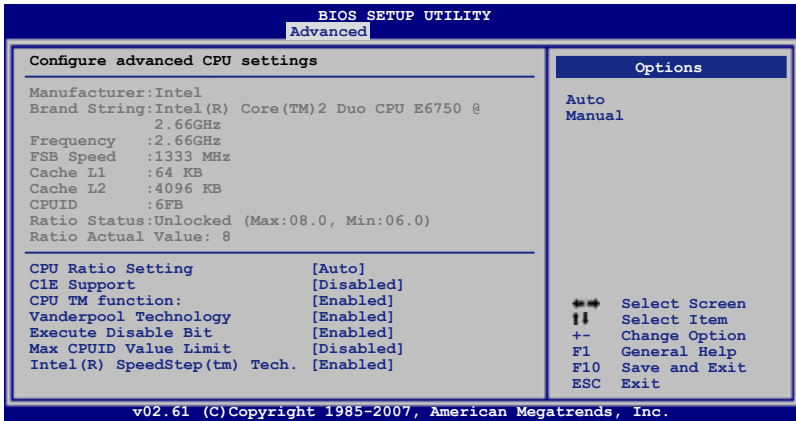 BIOS SETUP UTILITY
Advanced
Configure advanced CPU settings
Manufacturer:Intel
Brand String:Intel(R) Core(TM)2 Duo CPU E6750 @
2.66GHz
Frequency :2.66GHz
FSB Speed :1333 MHz
Cache L1 :64 KB
Cache L2 :4096 KB
CPUID :6FB
Ratio Status:Unlocked (Max:08.0, Min:06.0)
Ratio Actual Value: 8
CPU Ratio Setting [Auto]
C1E Support [Disabled]
CPU TM function: [Enabled]
Vanderpool Technology [Enabled]
Execute Disable Bit [Enabled]
Max CPUID Value Limit [Disabled]
Intel(R) SpeedStep(tm) Tech. [Enabled]
Options
Auto
Manual
←→ Select Screen
↑↓ Select Item
+- Change Option
F1 General Help
F10 Save and Exit
ESC Exit
v02.61 (C)Copyright 1985-2007, American Megatrends, Inc.